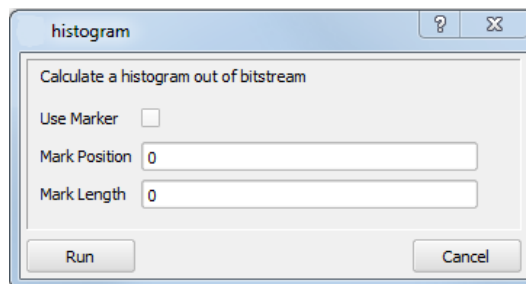 histogram
Calculate a histogram out of bitstream
Use Marker
Mark Position 0
Mark Length 0
Run Cancel